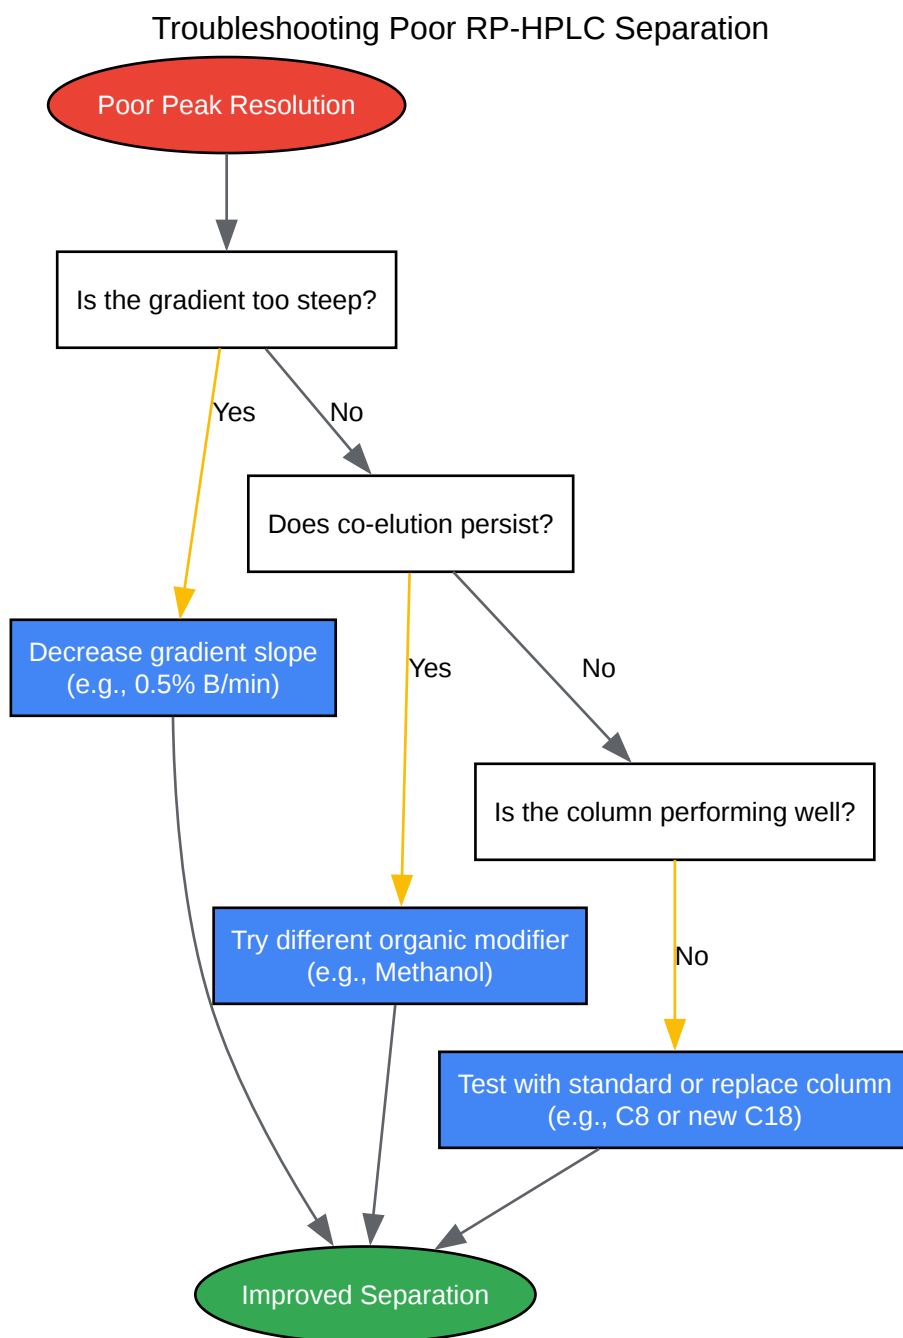 Troubleshooting Poor RP-HPLC Separation
Poor Peak Resolution
Is the gradient too steep?
Yes
No
Does co-elution persist?
Decrease gradient slope
(e.g., 0.5% B/min)
Yes
No
Is the column performing well?
Try different organic modifier
(e.g., Methanol)
No
Test with standard or replace column
(e.g., C8 or new C18)
Improved Separation